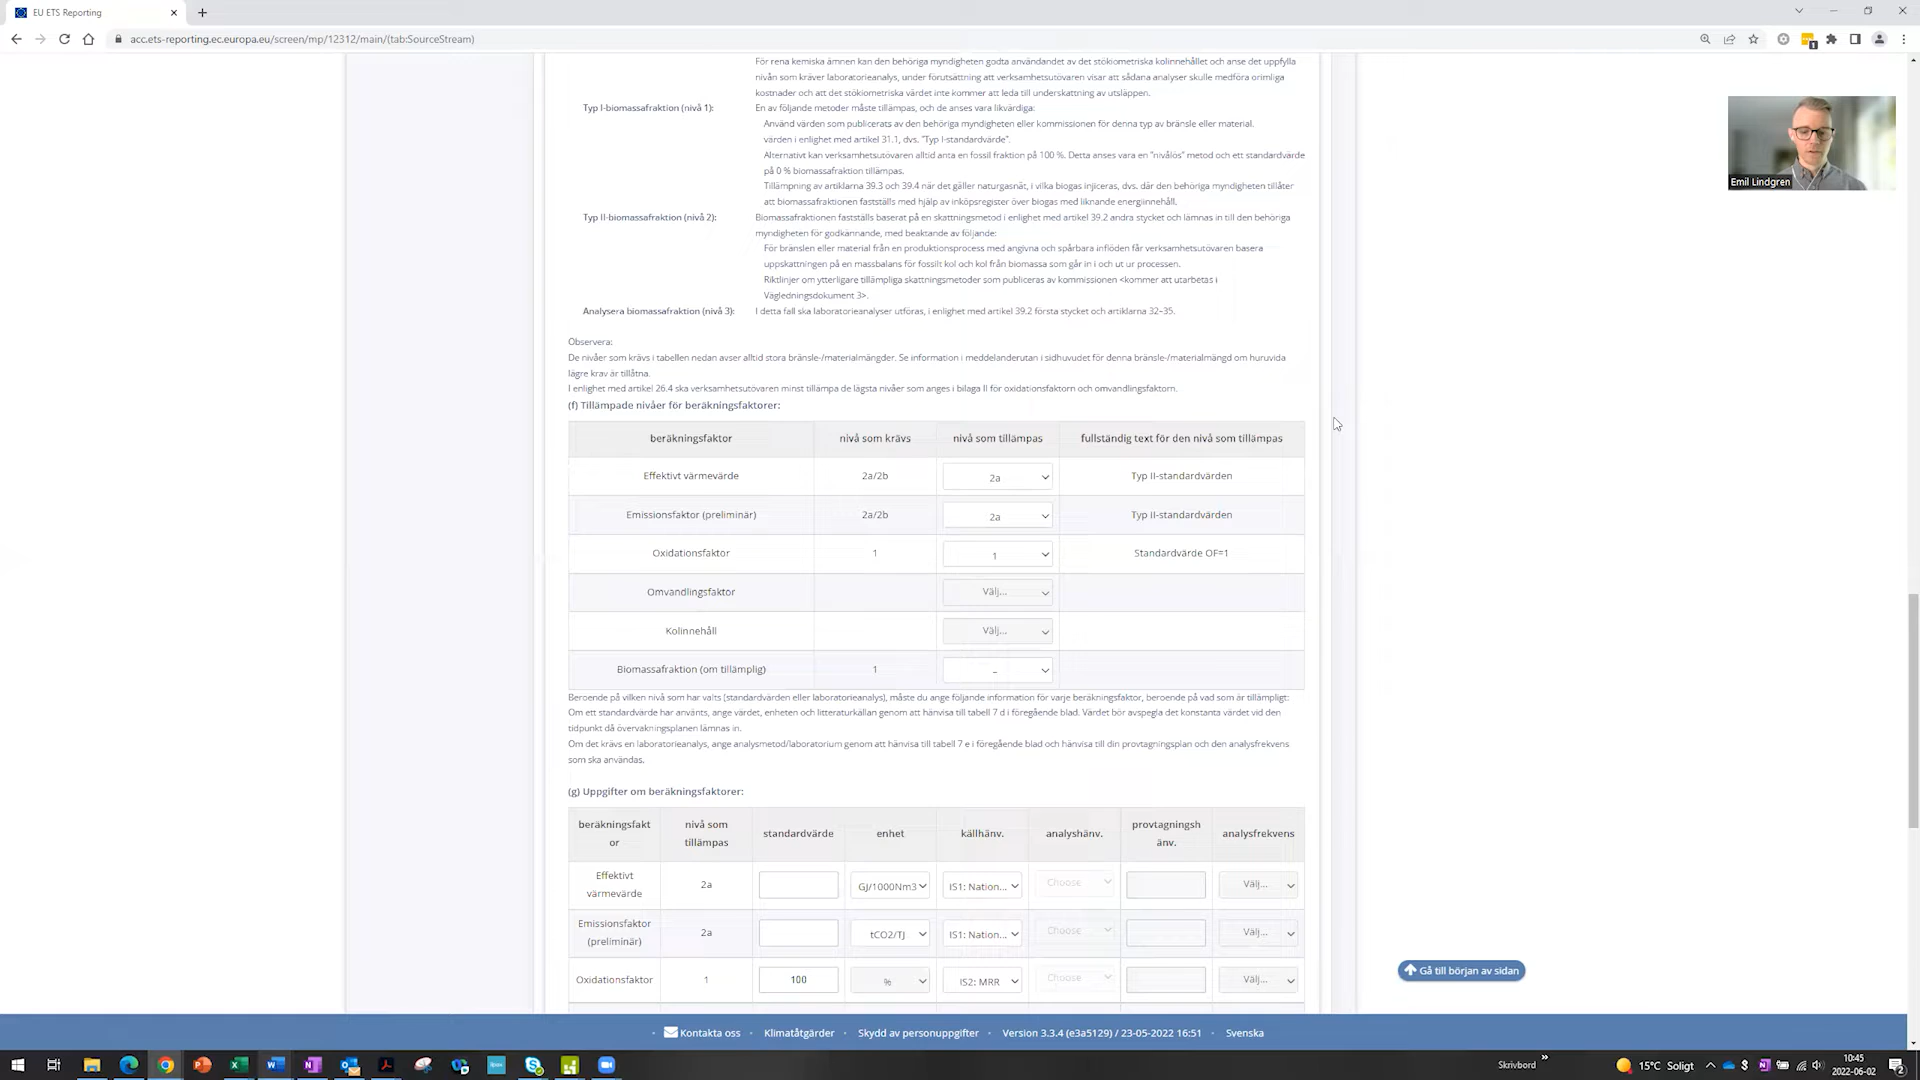 EU ETS Reporting
acc.ets-reporting.ec.europa.eu/screen/mp/12312/main/(tab:SourceStream)
För rena kemiska ämnen kan den behöriga myndigheten godta användandet av det stökiometriska kolinnehållet och anse det uppfylla
nivån som kräver laboratorieanalys, under förutsättning att verksamhetsutövaren visar att sådana analyser skulle medföra orimliga
kostnader och att det stökiometriska värdet inte kommer att leda till underskattning av utsläppen.
Typ I-biomassafraktion (nivå 1): En av följande metoder måste tillämpas, och de anses vara likvärdiga:
Använd värden som publicerats av den behöriga myndigheten eller kommissionen för denna typ av bränsle eller material.
värden i enlighet med artikel 31.1, dvs. "Typ I-standardvärde".
Alternativt kan verksamhetsutövaren alltid anta en fossil fraktion på 100 %. Detta anses vara en "nivålös" metod och ett standardvärde
på 0 % biomassafraktion tillämpas.
Tillämpning av artiklarna 39.3 och 39.4 när det gäller naturgasnät, i vilka biogas injiceras, dvs. där den behöriga myndigheten tillåter
att biomassafraktionen fastställs med hjälp av inköpsregister över biogas med liknande energiinnehåll.
Typ II-biomassafraktion (nivå 2): Biomassafraktionen fastställs baserat på en skattningsmetod i enlighet med artikel 39.2 andra stycket och lämnas in till den behöriga
myndigheten för godkännande, med beaktande av följande:
För bränslen eller material från en produktionsprocess med angivna och spårbara inflöden får verksamhetsutövaren basera
uppskattningen på en massbalans för fossilt kol och kol från biomassa som går in i och ut ur processen.
Riktlinjer om ytterligare tillämpliga skattningsmetoder som publiceras av kommissionen <kommer att utarbetas i
Vägledningsdokument 3>.
Analysera biomassafraktion (nivå 3): I detta fall ska laboratorieanalyser utföras, i enlighet med artikel 39.2 första stycket och artiklarna 32–35.
Observera:
De nivåer som krävs i tabellen nedan avser alltid stora bränsle-/materialmängder. Se information i meddelanderutan i sidhuvudet för denna bränsle-/materialmängd om huruvida
lägre krav är tillåtna.
I enlighet med artikel 26.4 ska verksamhetsutövaren minst tillämpa de lägsta nivåer som anges i bilaga II för oxidationsfaktorn och omvandlingsfaktorn.
(f) Tillämpade nivåer för beräkningsfaktorer:
beräkningsfaktor nivå som krävs nivå som tillämpas fullständig text för den nivå som tillämpas
Effektivt värmevärde 2a/2b 2a Typ II-standardvärden
Emissionsfaktor (preliminär) 2a/2b 2a Typ II-standardvärden
Oxidationsfaktor 1 1 Standardvärde OF=1
Omvandlingsfaktor Välj...
Kolinnehåll Välj...
Biomassafraktion (om tillämplig) 1 –
Beroende på vilken nivå som har valts (standardvärden eller laboratorieanalys), måste du ange följande information för varje beräkningsfaktor, beroende på vad som är tillämpligt:
Om ett standardvärde har använts, ange värdet, enheten och litteraturkällan genom att hänvisa till tabell 7 d i föregående blad. Värdet bör avspegla det konstanta värdet vid den
tidpunkt då övervakningsplanen lämnas in.
Om det krävs en laboratorieanalys, ange analysmetod/laboratorium genom att hänvisa till tabell 7 e i föregående blad och hänvisa till din provtagningsplan och den analysfrekvens
som ska användas.
(g) Uppgifter om beräkningsfaktorer:
beräkningsfakt
or nivå som
tillämpas standardvärde enhet källhänv. analyshänv. provtagningsh
änv. analysfrekvens
Effektivt
värmevärde 2a GJ/1000Nm3 IS1: Nation... Choose Välj...
Emissionsfaktor
(preliminär) 2a tCO2/TJ IS1: Nation... Choose Välj...
Oxidationsfaktor 1 100 % IS2: MRR Choose Välj...
Gå till början av sidan
Kontakta oss Klimatåtgärder Skydd av personuppgifter Version 3.3.4 (e3a5129) / 23-05-2022 16:51 Svenska
Emil Lindgren
Skrivbord 15°C Soligt 10:45
2022-06-02